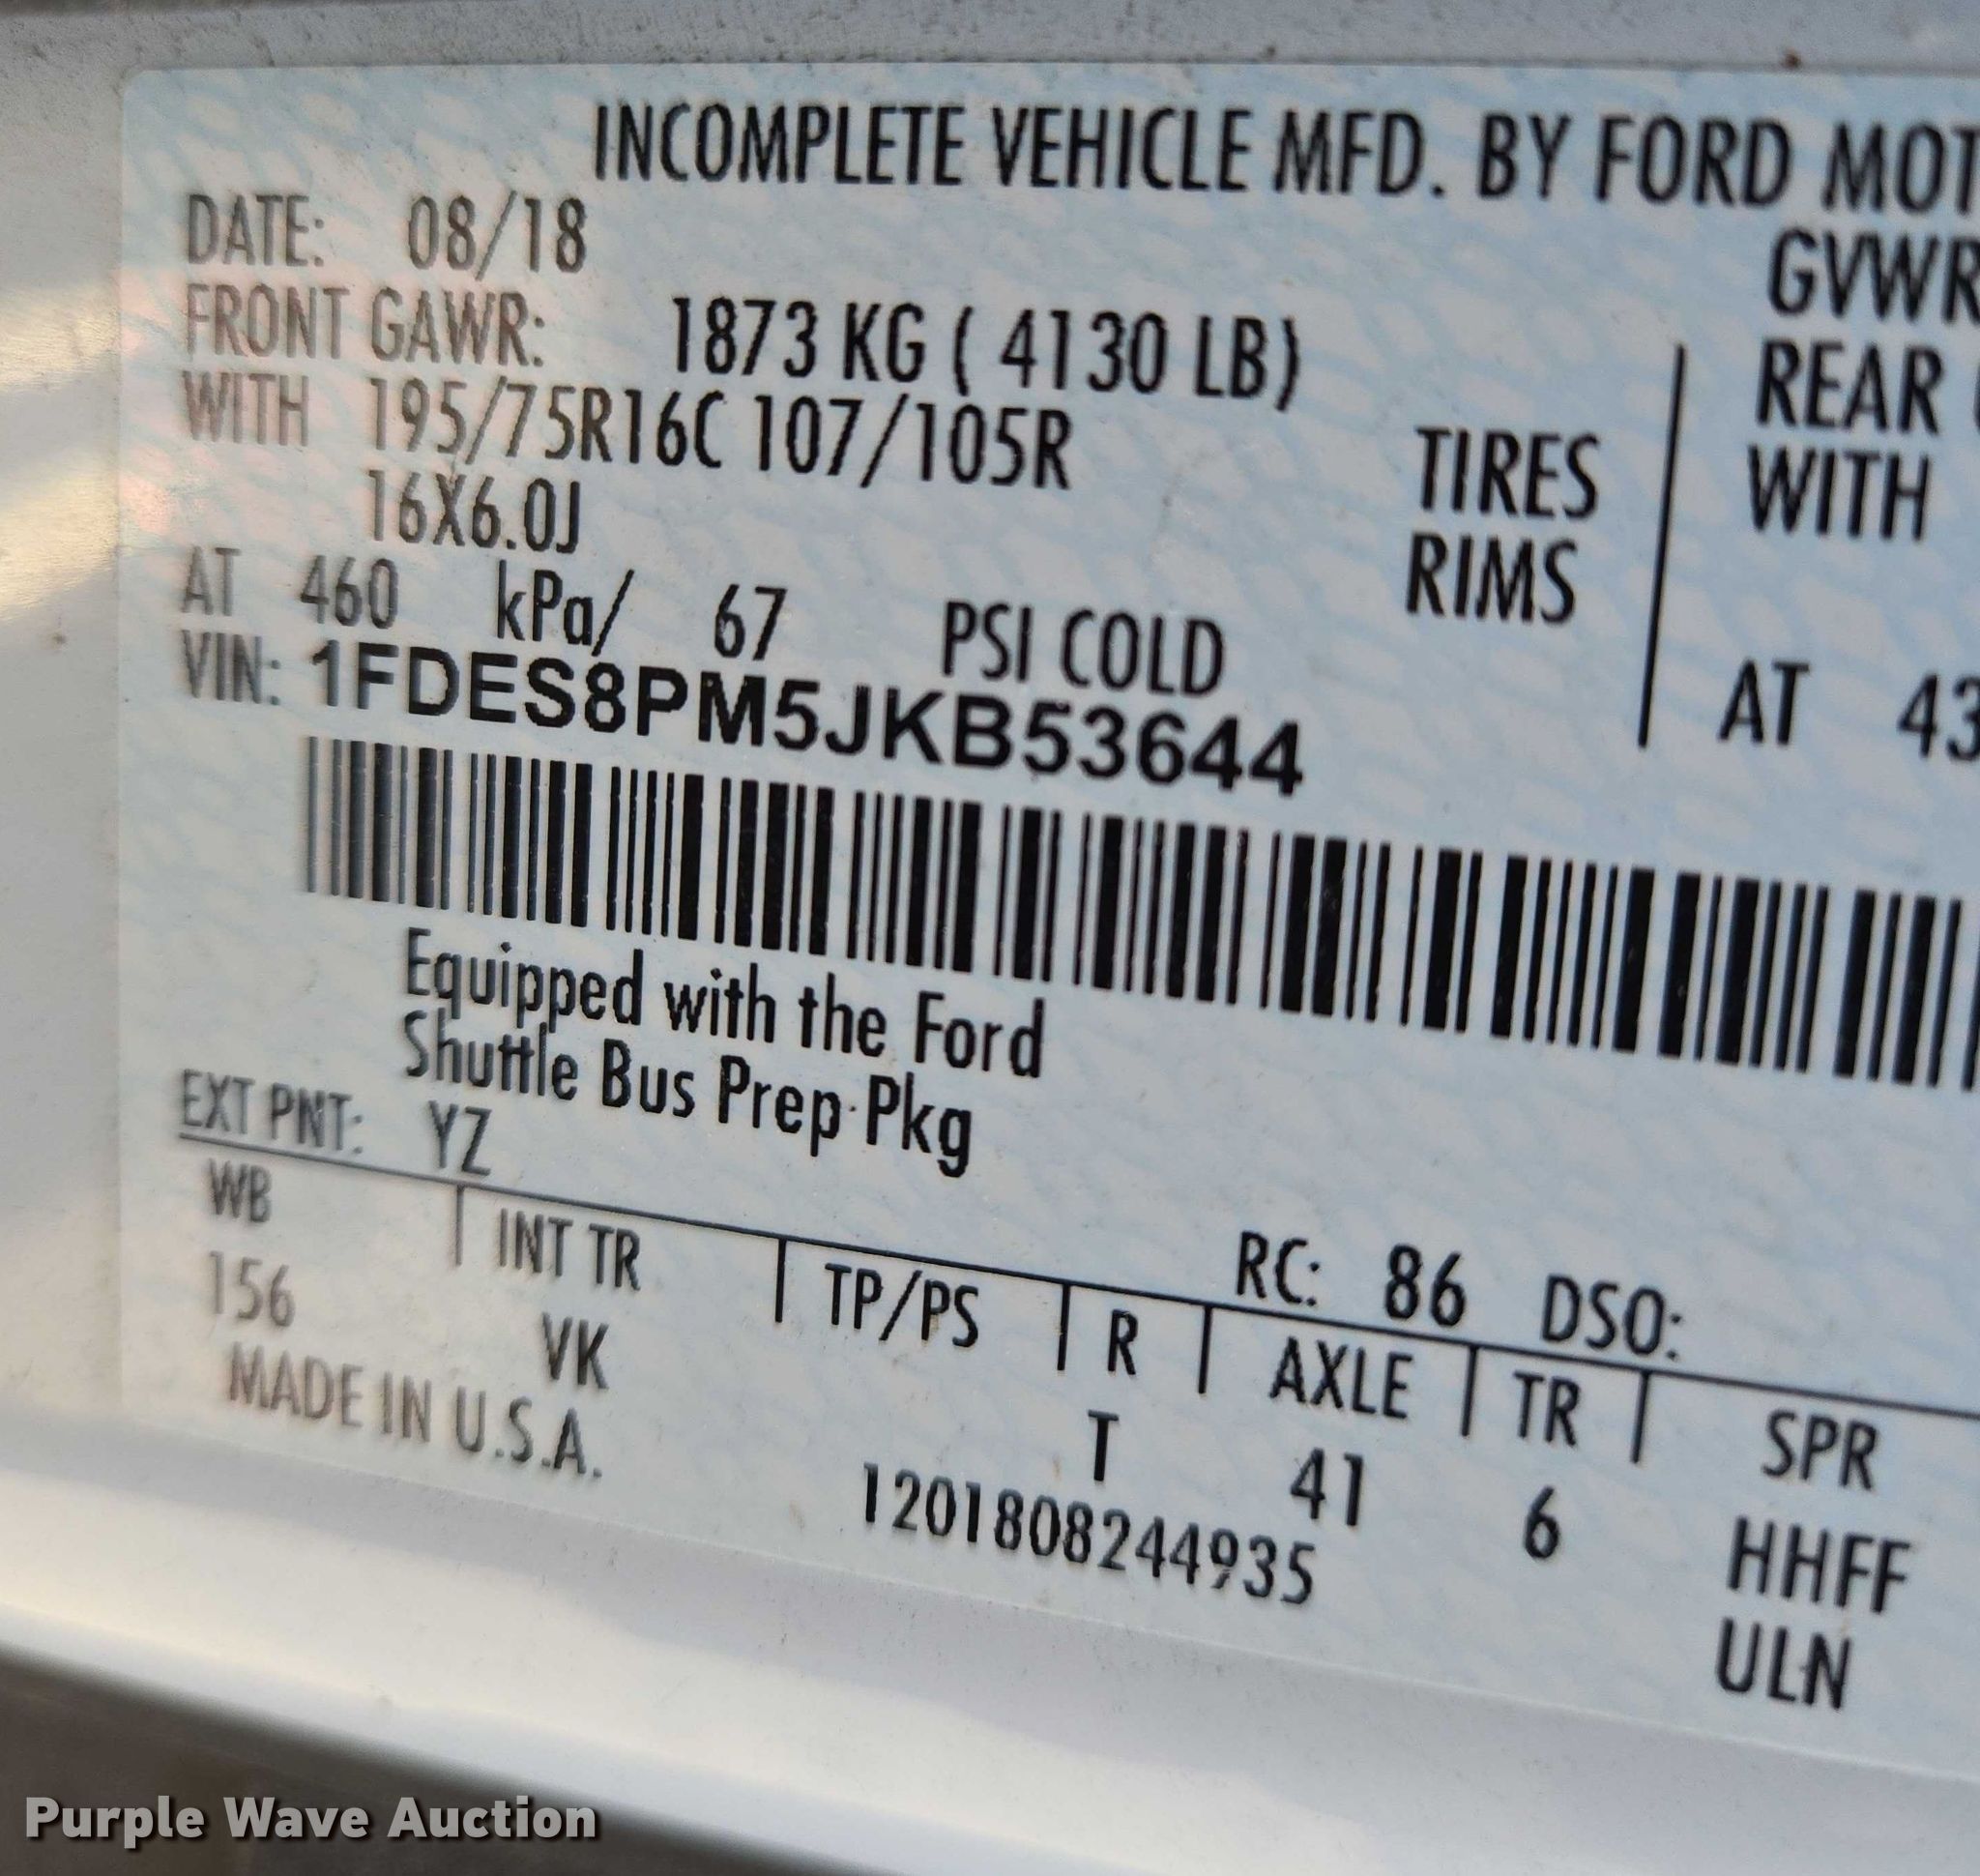 INCOMPLETE VEHICLE MFD. BY FORD MOT
DATE: 08/18
GVWR
FRONT GAWR: 1873 KG ( 4130 LB)
REAR
WITH 195/75R16C 107/105R TIRES
WITH
16X6.0J RIMS
AT 460 kPa/ 67 PSI COLD
AT 43
VIN: 1FDES8PM5JKB53644
Equipped with the Ford
Shuttle Bus Prep Pkg
EXT PNT: YZ RC: 86 DSO:
WB INT TR TP/PS R AXLE TR SPR
156 VK T 41 6 HHFF
MADE IN U.S.A. 1201808244935 ULN
Purple Wave Auction